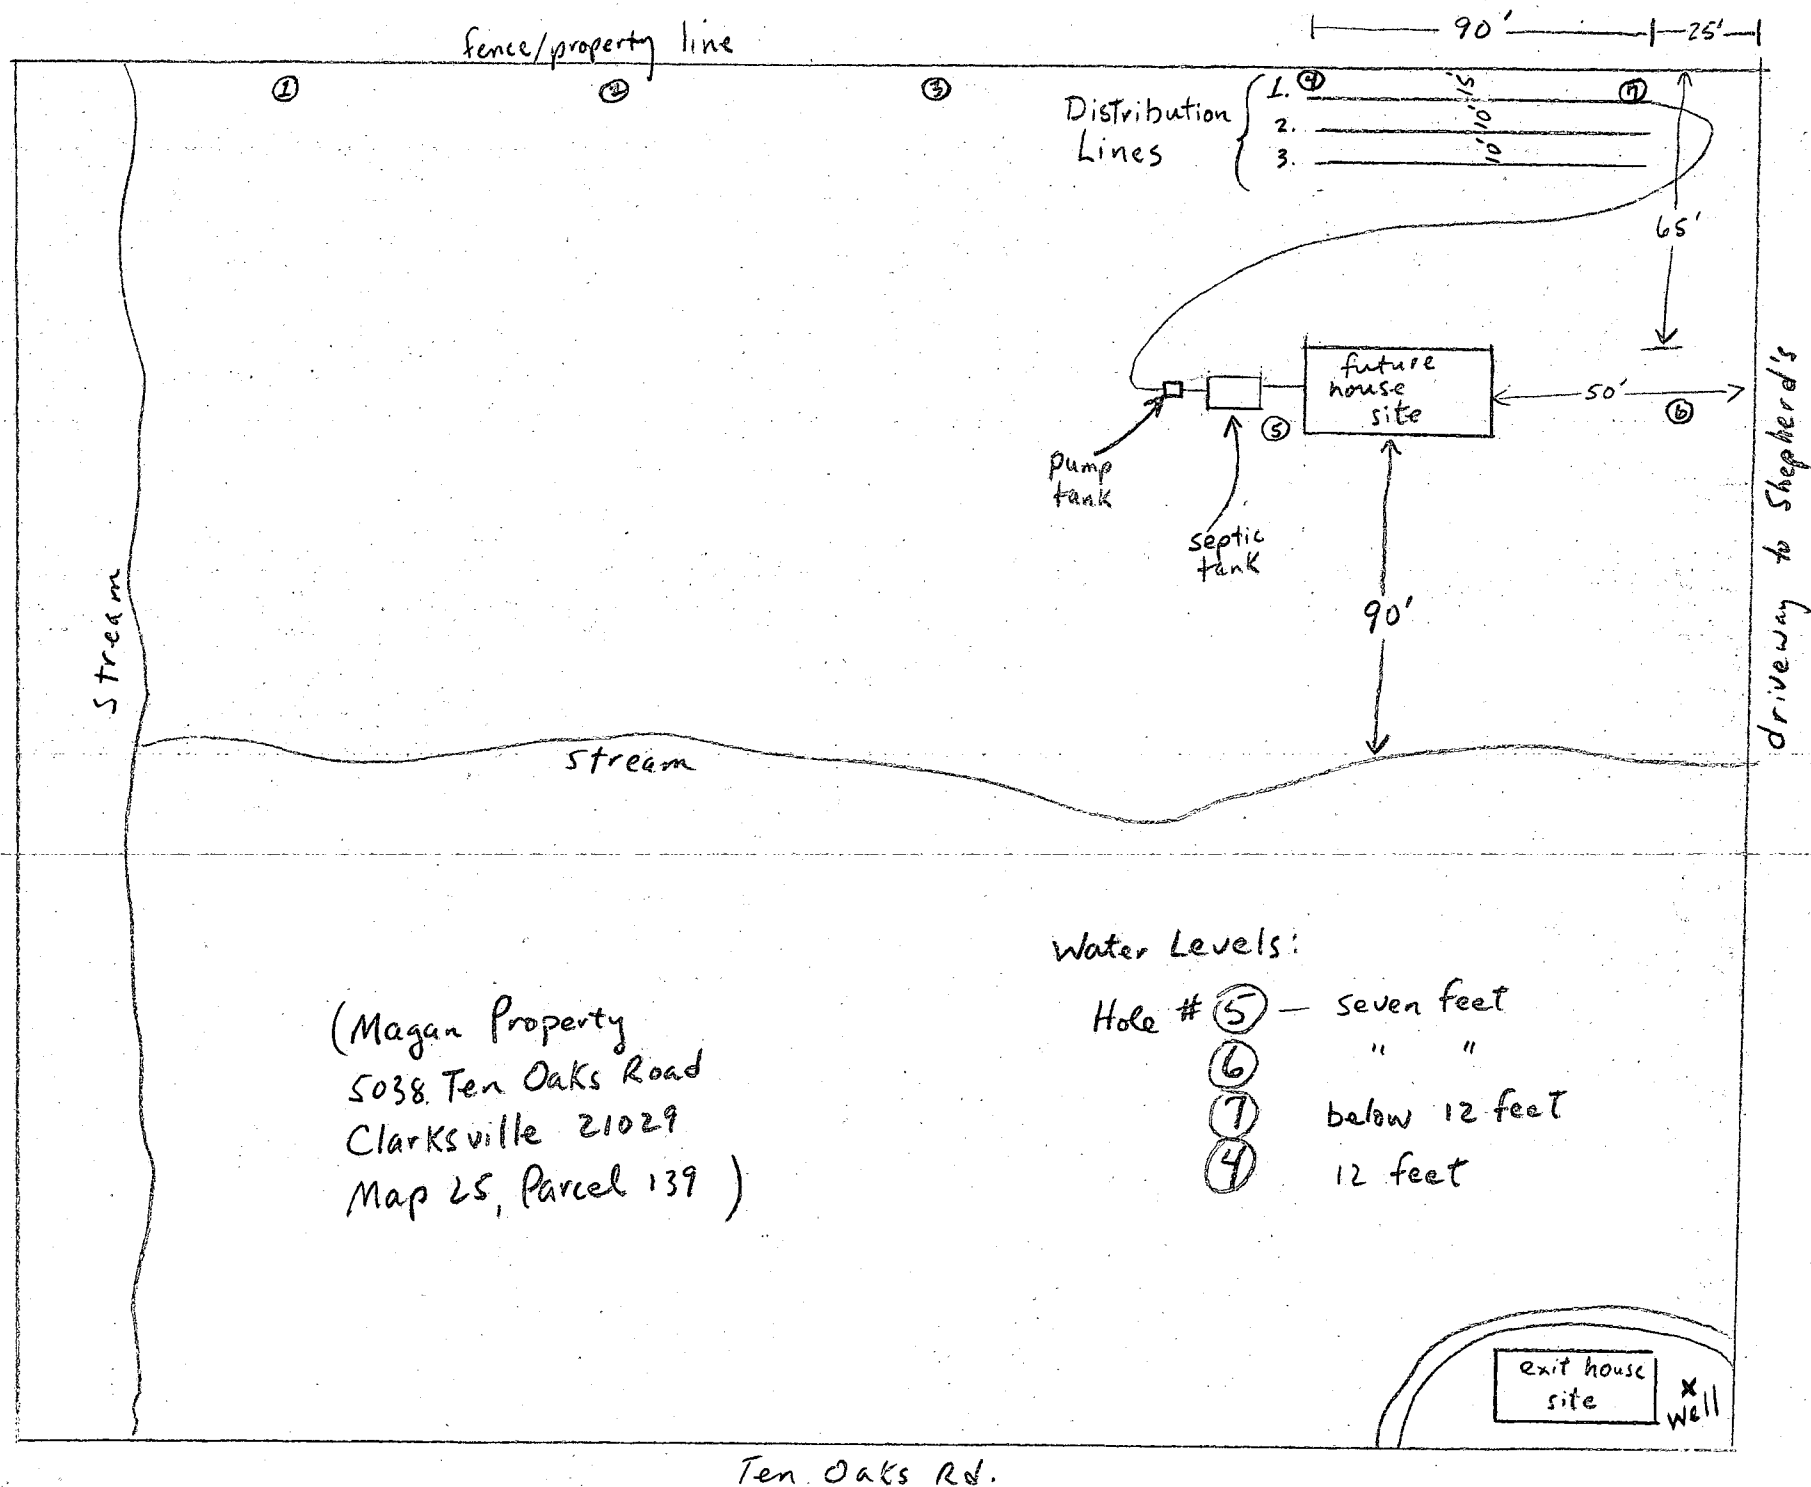 fence/property line
90'
25'
① ② ③ ④ ⑦
Distribution
Lines
1.
2.
3.
15'
10'
10'
65'
future
house
site
50'
⑥
⑤
pump
tank
septic
tank
90'
driveway to Shepherd's
Stream
Stream
Water Levels:
Hole # ⑤ — seven feet
⑥ " "
⑦ below 12 feet
④ 12 feet
(Magan Property
5038 Ten Oaks Road
Clarksville 21029
Map 25, Parcel 139)
exit house
site
x
well
Ten Oaks Rd.